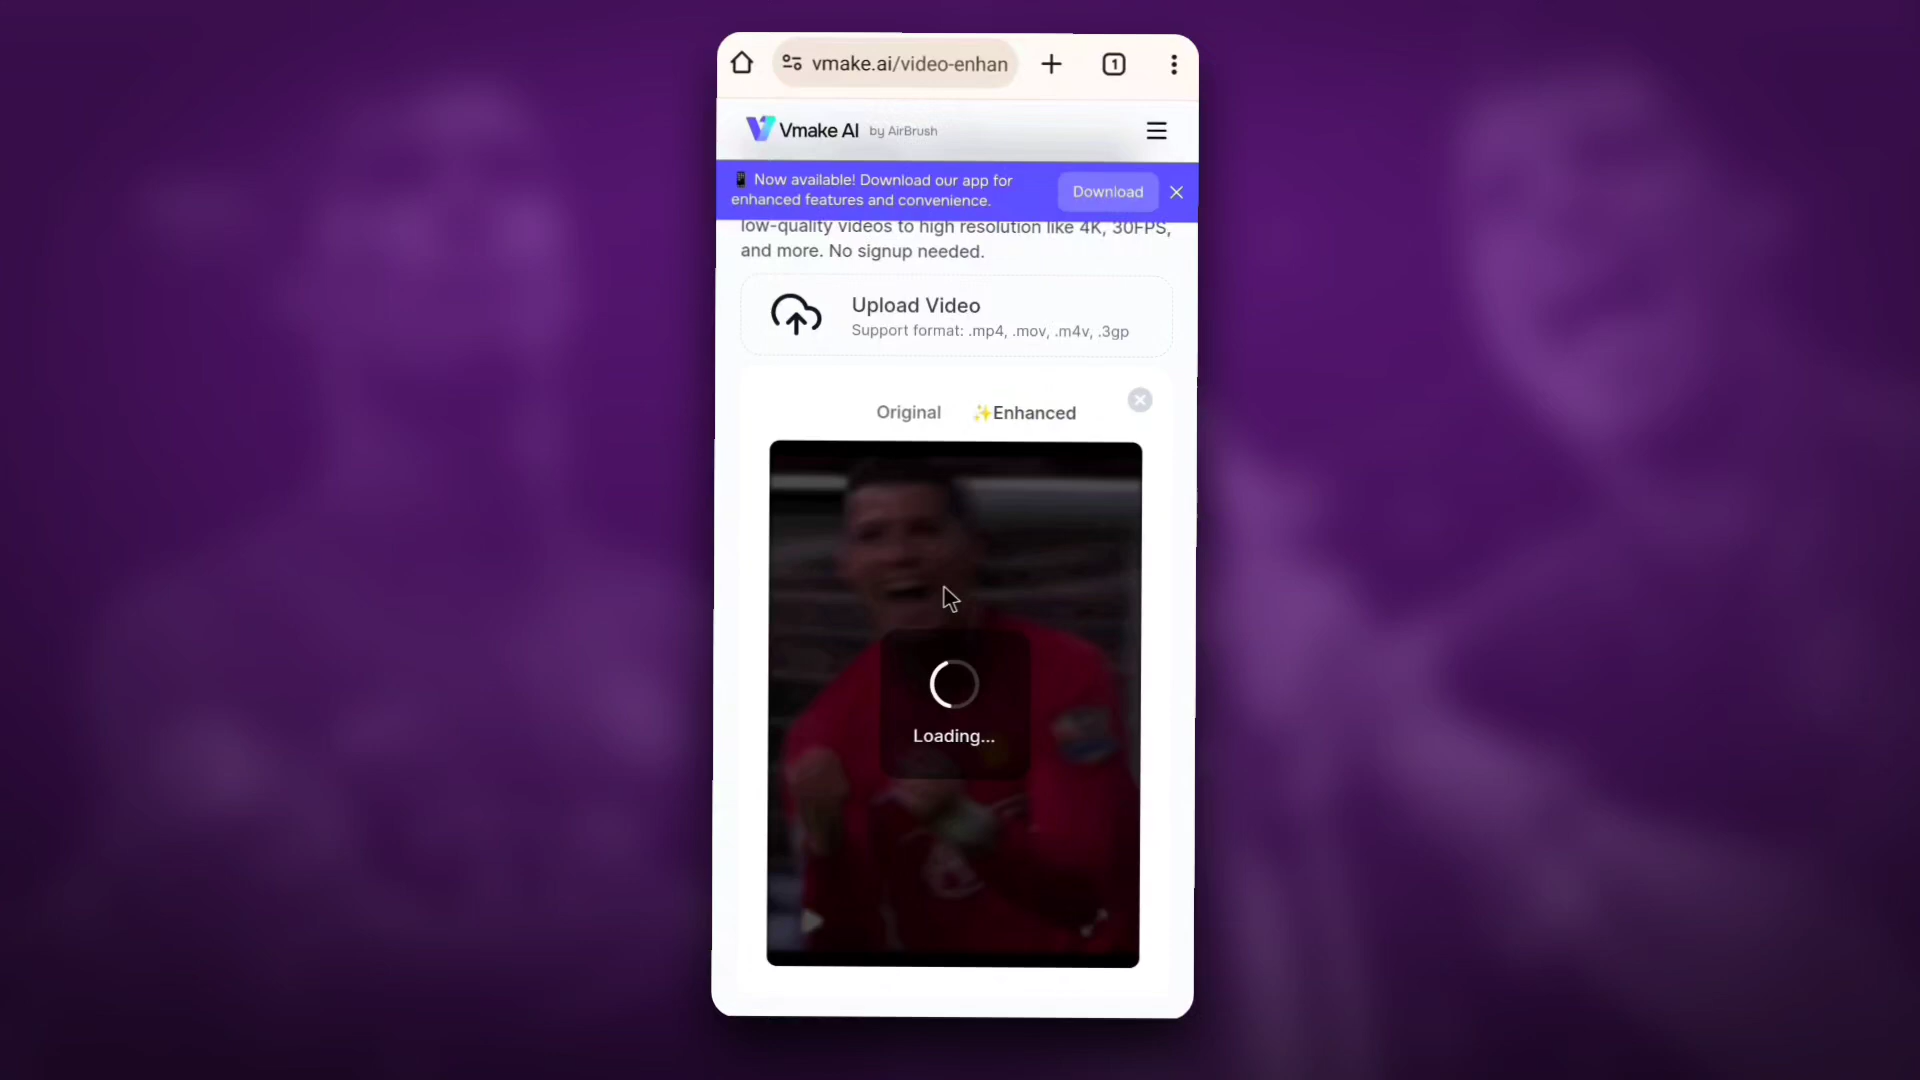 vmake.ai/video-enhan
1
Vmake AI by AirBrush
Now available! Download our app for
enhanced features and convenience.
Download
low-quality videos to high resolution like 4K, 30FPS,
and more. No signup needed.
Upload Video
Support format: .mp4, .mov, .m4v, .3gp
Original ✨Enhanced
Loading...